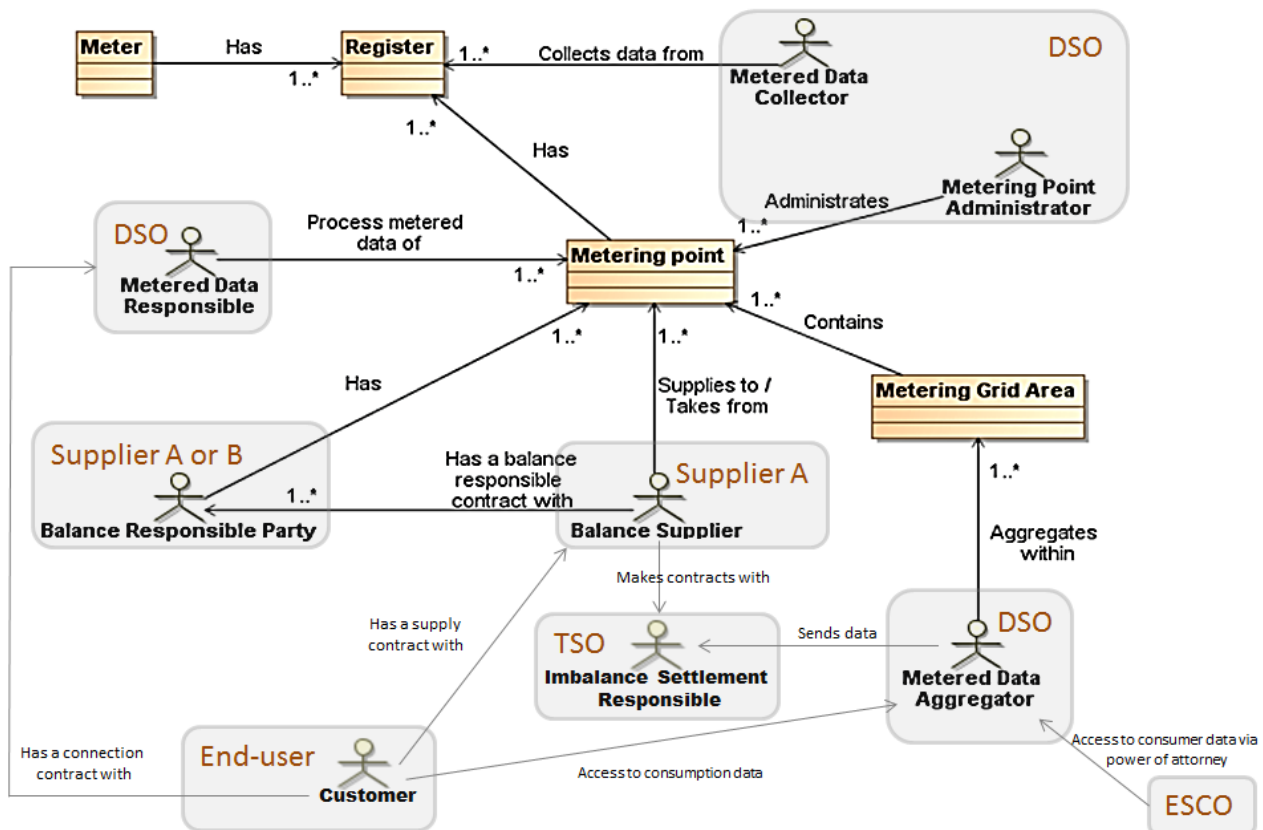 Meter
Has
1..*
Register
1..*
Collects data from
Metered Data
Collector
DSO
1..*
Has
Metering Point
Administrator
Administrates
1..*
DSO
Metered Data
Responsible
Process metered
data of
1..*
Metering point
1..*
Contains
1..*
1..*
Has
Supplies to /
Takes from
Metering Grid Area
Supplier A or B
Balance Responsible Party
1..*
Has a balance
responsible
contract with
Supplier A
Balance Supplier
1..*
Aggregates
within
Makes contracts with
Has a supply
contract with
TSO
Imbalance Settlement
Responsible
Sends data
DSO
Metered Data
Aggregator
Has a connection
contract with
End-user
Customer
Access to consumption data
Access to consumer data via
power of attorney
ESCO